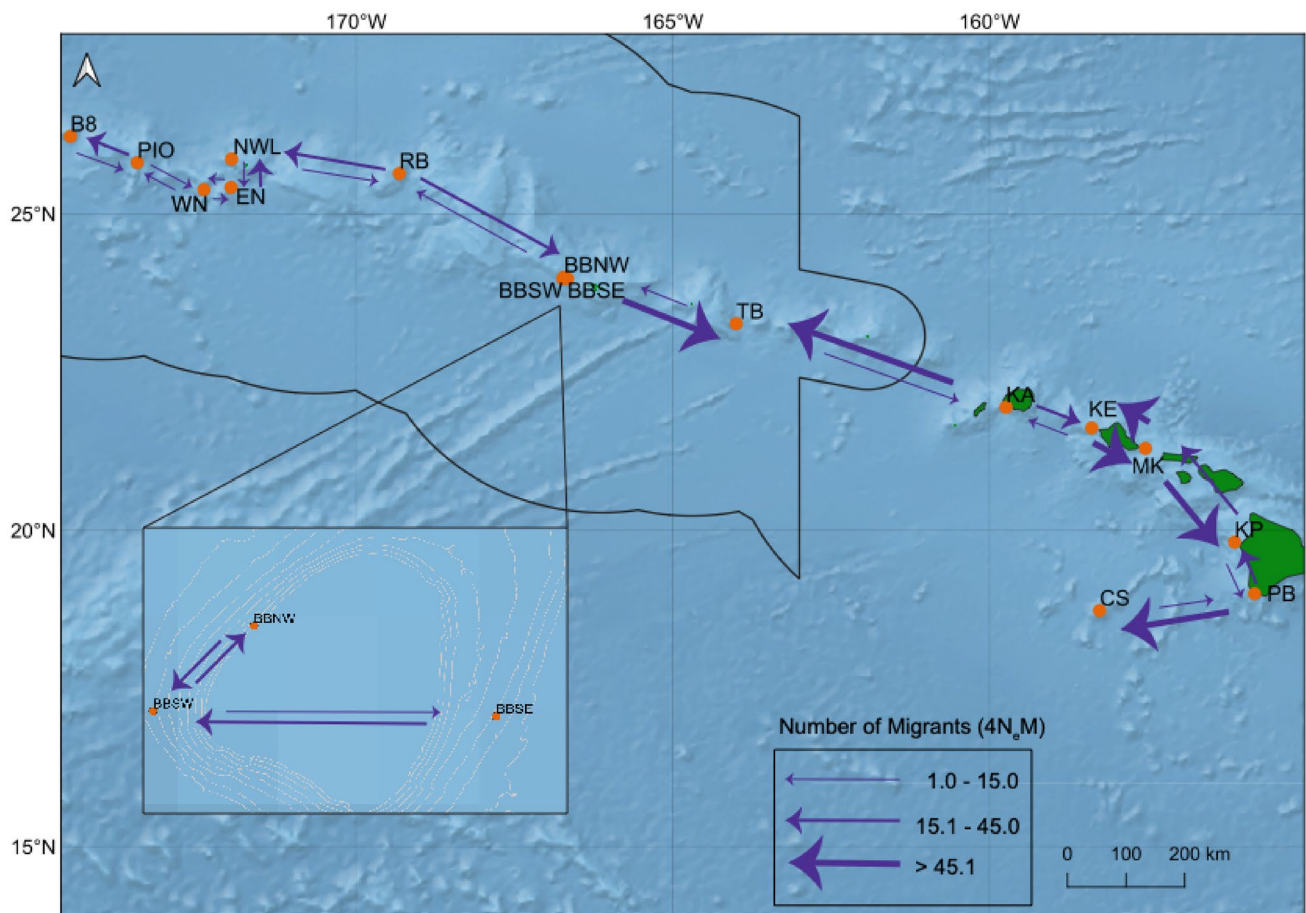 170°W 165°W 160°W
B8
PIO
NWL
RB
WN
EN
25°N
BBNW
BBSW BBSE
TB
KA
KE
MK
20°N
KP
CS
PB
BBNW
BBSW
BBSE
Number of Migrants (4NₑM)
1.0 - 15.0
15.1 - 45.0
> 45.1
0 100 200 km
15°N